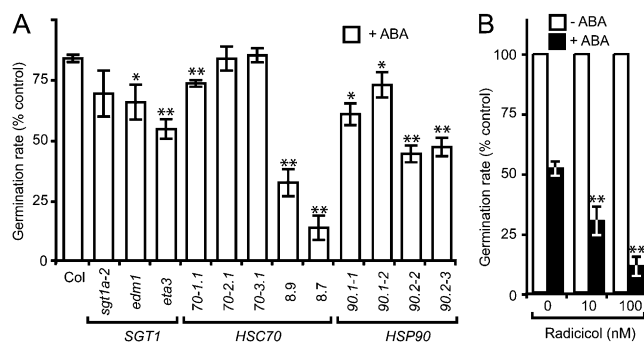 A
+ ABA
Germination rate (% control)
75
50
25
0
** ** * ** ** ** * * ** **
Col sgt1a-2 edm1 eta3 70-1.1 70-2.1 70-3.1 8.9 8.7 90.1-1 90.1-2 90.2-2 90.2-3
SGT1 HSC70 HSP90
B
- ABA
+ ABA
Germination rate (% control)
100
75
50
25
0
** **
0 10 100
Radicicol (nM)